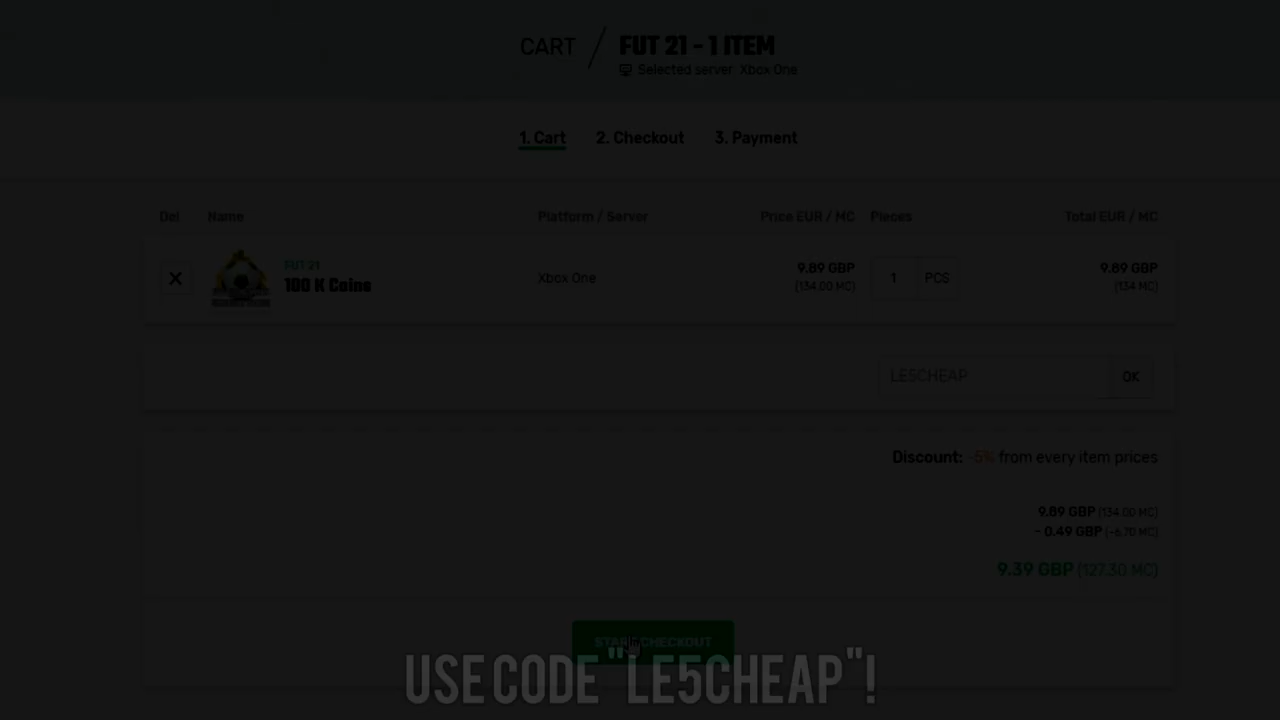 CART / FUT 21 - 1 ITEM
Selected server: Xbox One
1. Cart 2. Checkout 3. Payment
Del Name Platform / Server Price EUR / MC Pieces Total EUR / MC
FUT 21
100 K Coins
Xbox One
9.89 GBP
(134.00 MC)
1 PCS
9.89 GBP
(134 MC)
LE5CHEAP OK
Discount: -5% from every item prices
9.89 GBP (134.00 MC)
- 0.49 GBP (-6.70 MC)
9.39 GBP (127.30 MC)
START CHECKOUT
USE CODE "LE5CHEAP"!